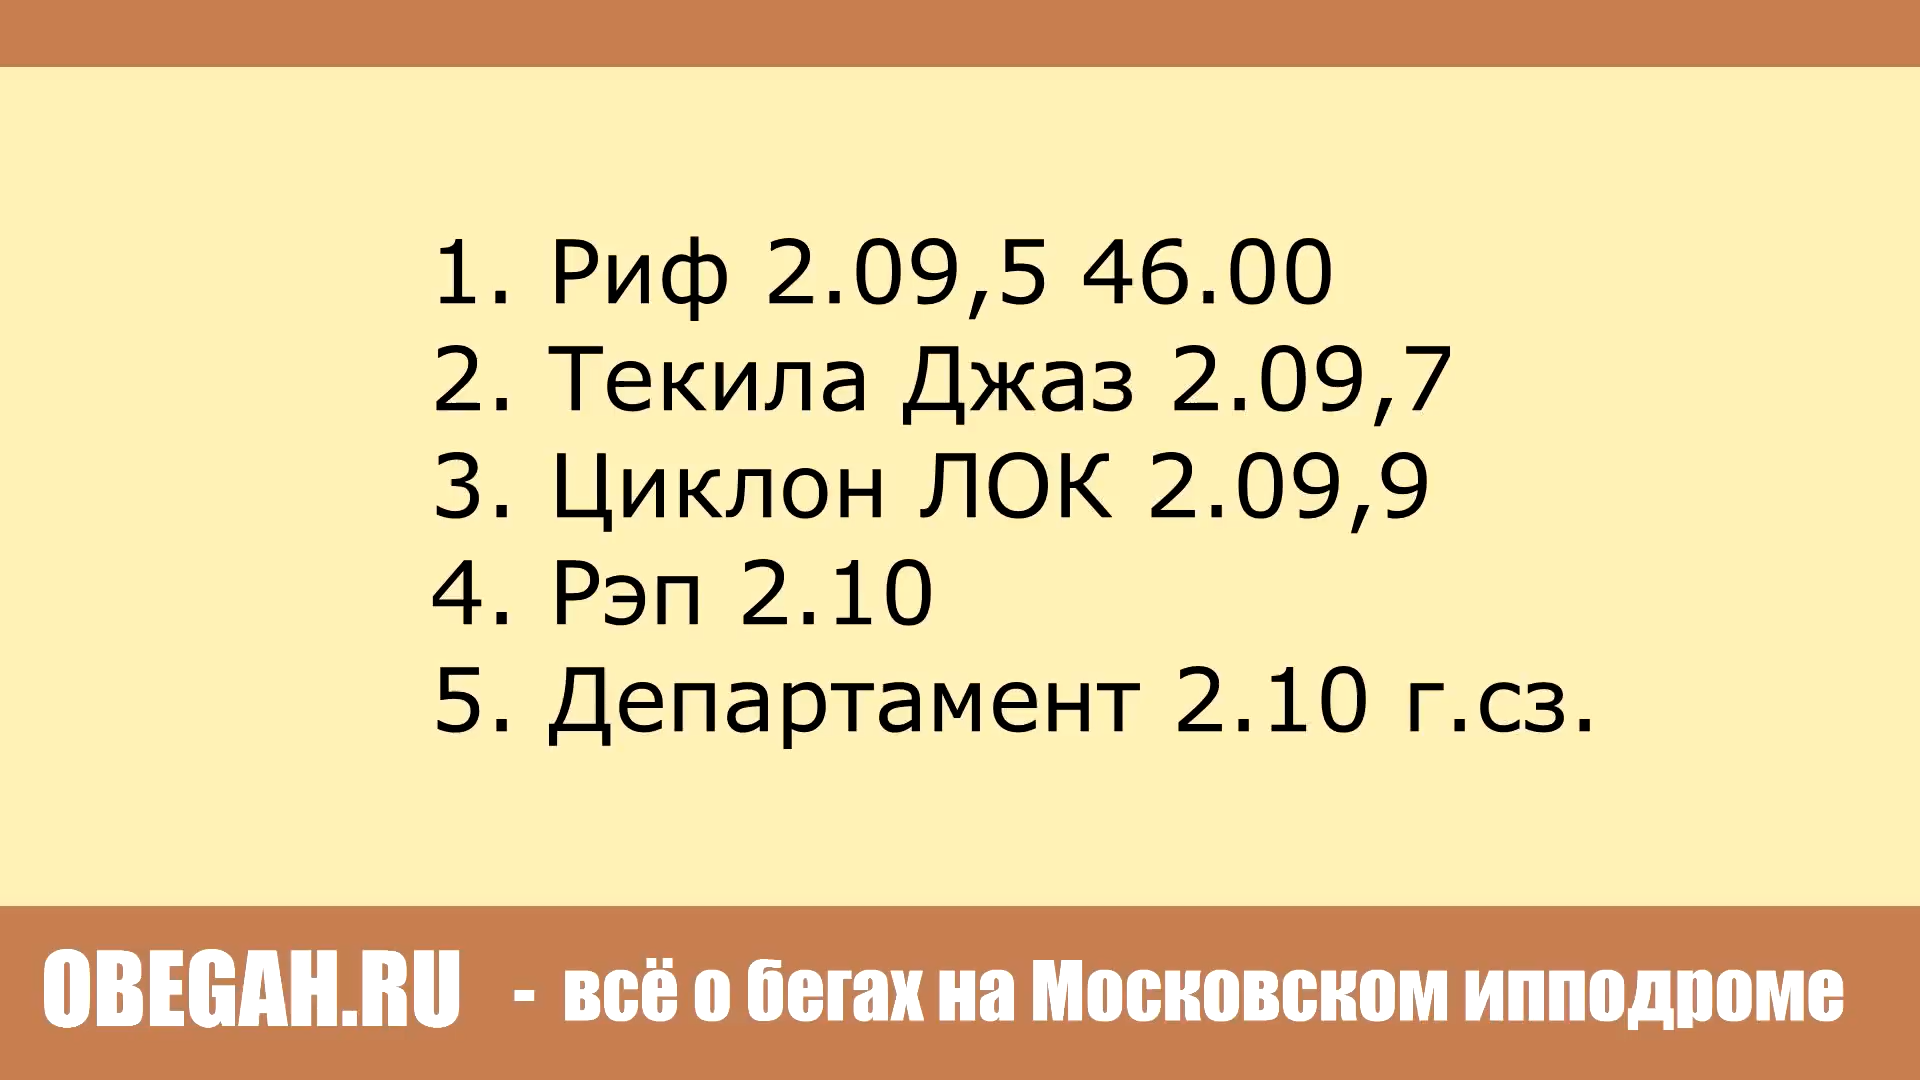 1. Риф 2.09,5 46.00
2. Текила Джаз 2.09,7
3. Циклон ЛОК 2.09,9
4. Рэп 2.10
5. Департамент 2.10 г.сз.
OBEGAH.RU - всё о бегах на Московском ипподроме